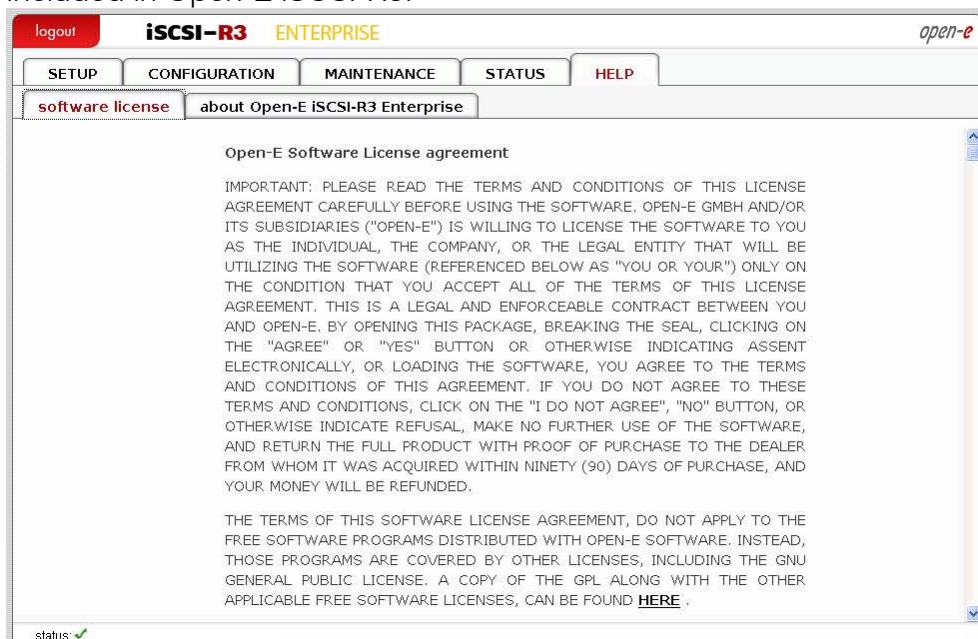 included in Open-E iSCSI-R3.
logout
iSCSI-R3 ENTERPRISE
open-e
SETUP CONFIGURATION MAINTENANCE STATUS HELP
software license about Open-E iSCSI-R3 Enterprise
Open-E Software License agreement
IMPORTANT: PLEASE READ THE TERMS AND CONDITIONS OF THIS LICENSE
AGREEMENT CAREFULLY BEFORE USING THE SOFTWARE. OPEN-E GMBH AND/OR
ITS SUBSIDIARIES ("OPEN-E") IS WILLING TO LICENSE THE SOFTWARE TO YOU
AS THE INDIVIDUAL, THE COMPANY, OR THE LEGAL ENTITY THAT WILL BE
UTILIZING THE SOFTWARE (REFERENCED BELOW AS "YOU OR YOUR") ONLY ON
THE CONDITION THAT YOU ACCEPT ALL OF THE TERMS OF THIS LICENSE
AGREEMENT. THIS IS A LEGAL AND ENFORCEABLE CONTRACT BETWEEN YOU
AND OPEN-E. BY OPENING THIS PACKAGE, BREAKING THE SEAL, CLICKING ON
THE "AGREE" OR "YES" BUTTON OR OTHERWISE INDICATING ASSENT
ELECTRONICALLY, OR LOADING THE SOFTWARE, YOU AGREE TO THE TERMS
AND CONDITIONS OF THIS AGREEMENT. IF YOU DO NOT AGREE TO THESE
TERMS AND CONDITIONS, CLICK ON THE "I DO NOT AGREE", "NO" BUTTON, OR
OTHERWISE INDICATE REFUSAL, MAKE NO FURTHER USE OF THE SOFTWARE,
AND RETURN THE FULL PRODUCT WITH PROOF OF PURCHASE TO THE DEALER
FROM WHOM IT WAS ACQUIRED WITHIN NINETY (90) DAYS OF PURCHASE, AND
YOUR MONEY WILL BE REFUNDED.
THE TERMS OF THIS SOFTWARE LICENSE AGREEMENT, DO NOT APPLY TO THE
FREE SOFTWARE PROGRAMS DISTRIBUTED WITH OPEN-E SOFTWARE. INSTEAD,
THOSE PROGRAMS ARE COVERED BY OTHER LICENSES, INCLUDING THE GNU
GENERAL PUBLIC LICENSE. A COPY OF THE GPL ALONG WITH THE OTHER
APPLICABLE FREE SOFTWARE LICENSES, CAN BE FOUND HERE .
status: